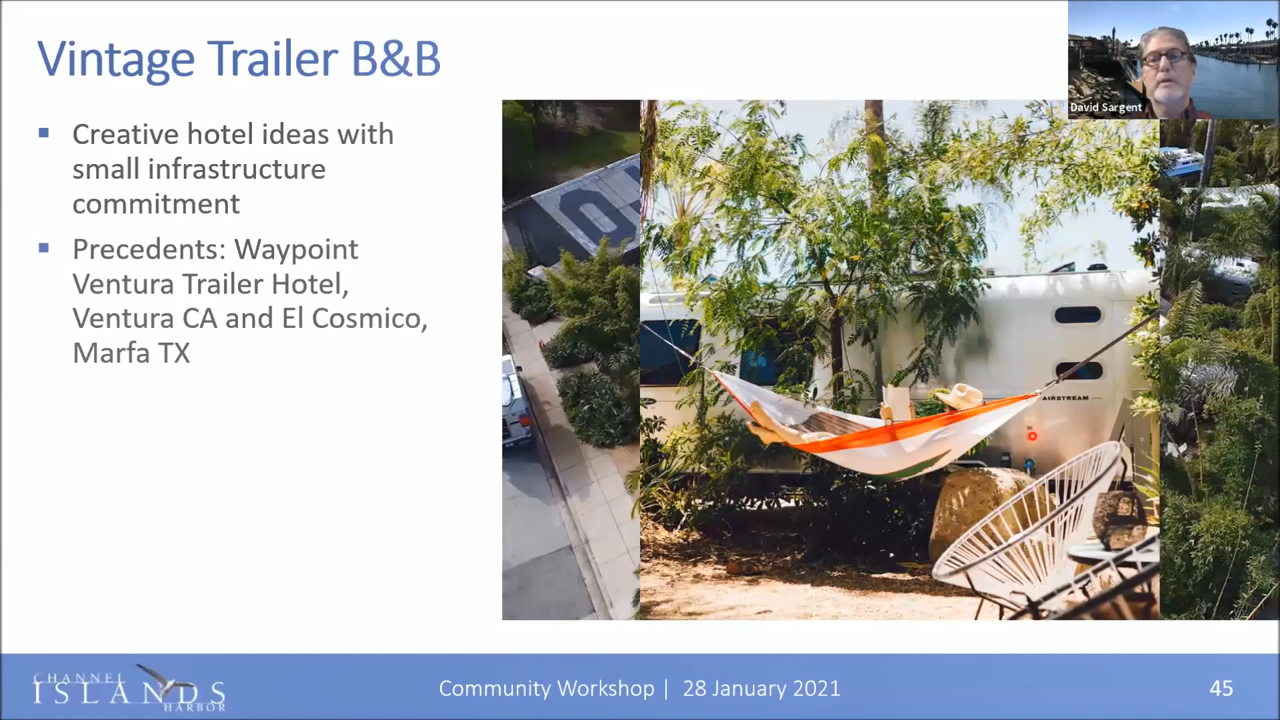 Vintage Trailer B&B
David Sargent
▪ Creative hotel ideas with
small infrastructure
commitment
▪ Precedents: Waypoint
Ventura Trailer Hotel,
Ventura CA and El Cosmico,
Marfa TX
AIRSTREAM
CHANNEL
ISLANDS
HARBOR
Community Workshop | 28 January 2021
45